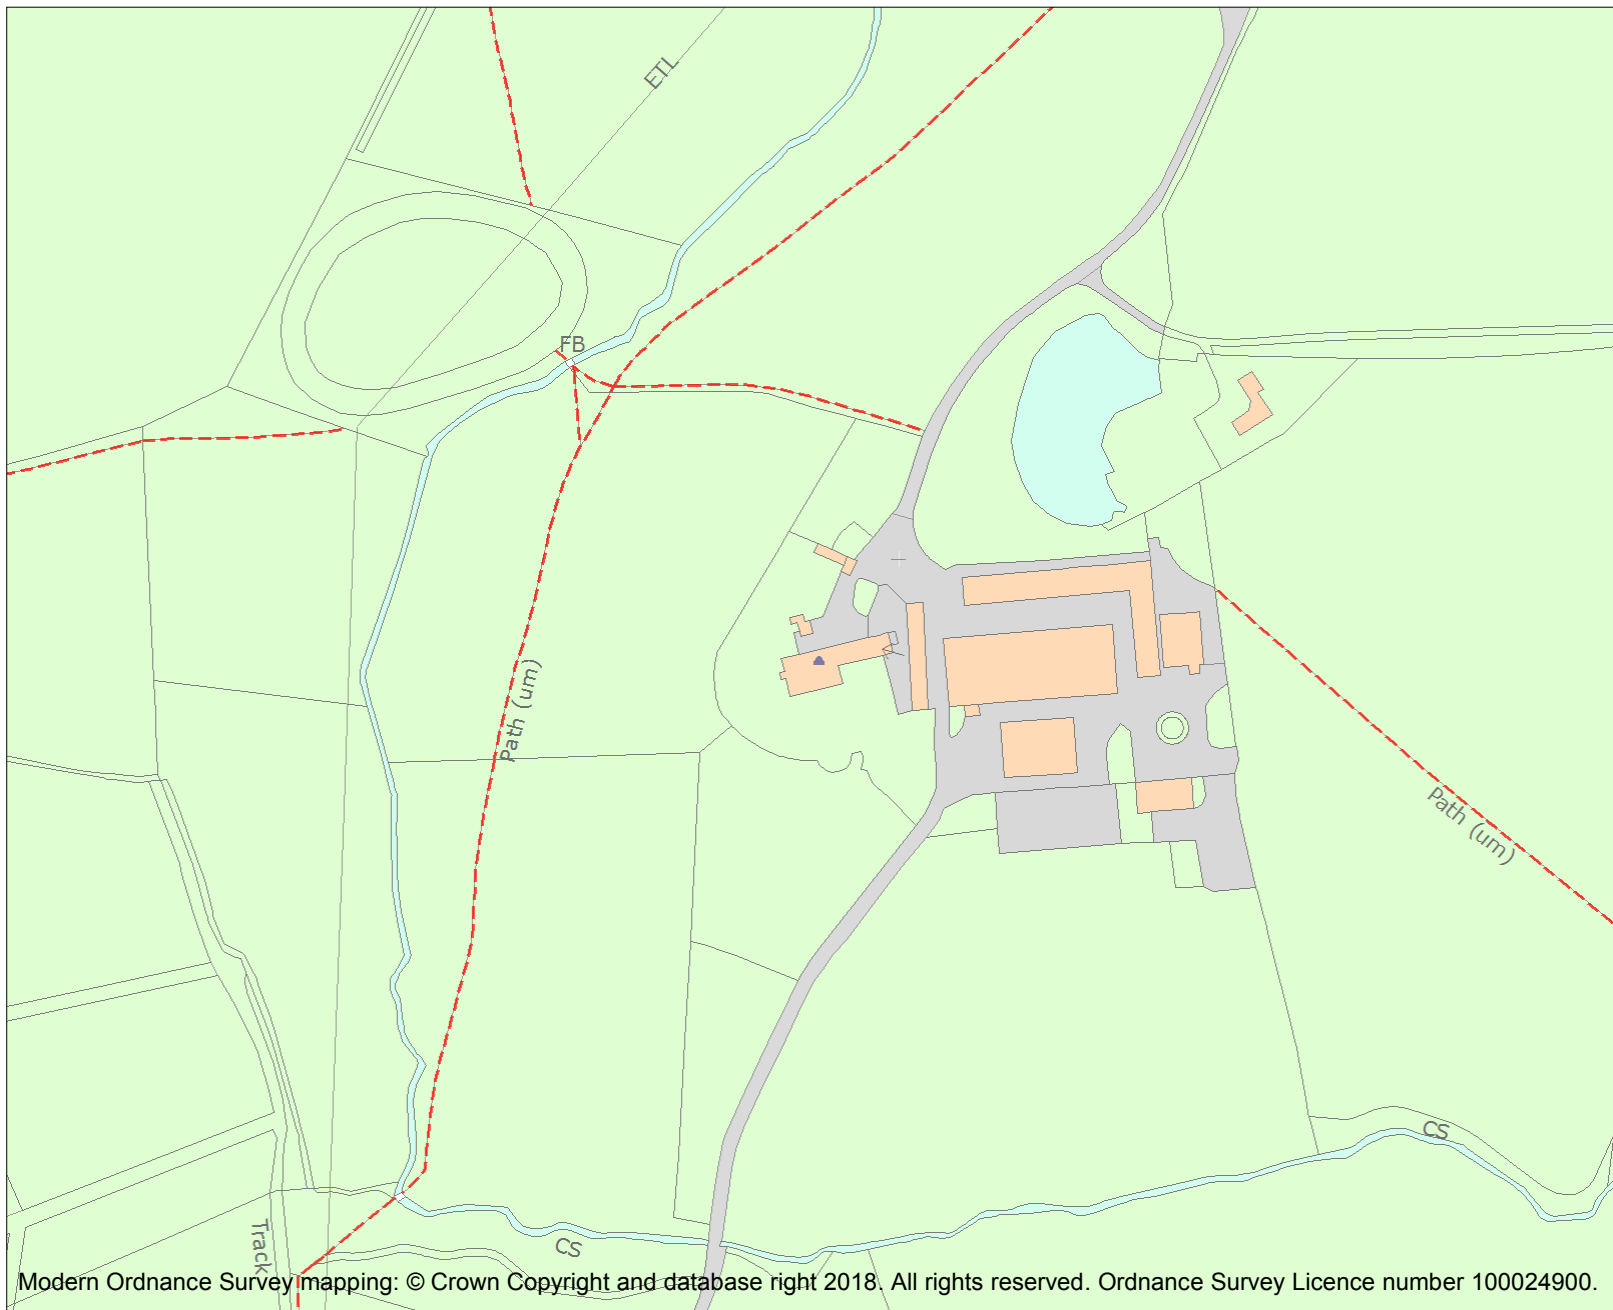 ETL
FB
Path (um)
Path (um)
CS
CS
Track
Modern Ordnance Survey mapping: © Crown Copyright and database right 2018. All rights reserved. Ordnance Survey Licence number 100024900.